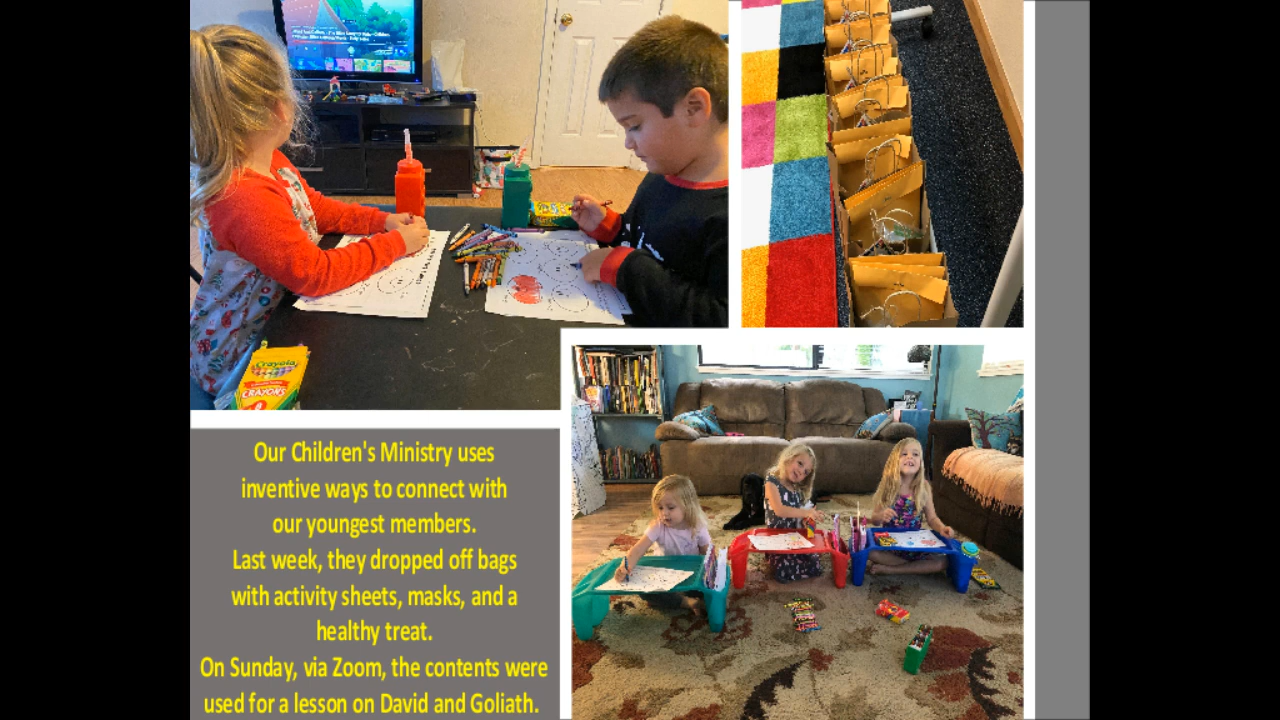 Crayola
CRAYONS
Our Children's Ministry uses
inventive ways to connect with
our youngest members.
Last week, they dropped off bags
with activity sheets, masks, and a
healthy treat.
On Sunday, via Zoom, the contents were
used for a lesson on David and Goliath.